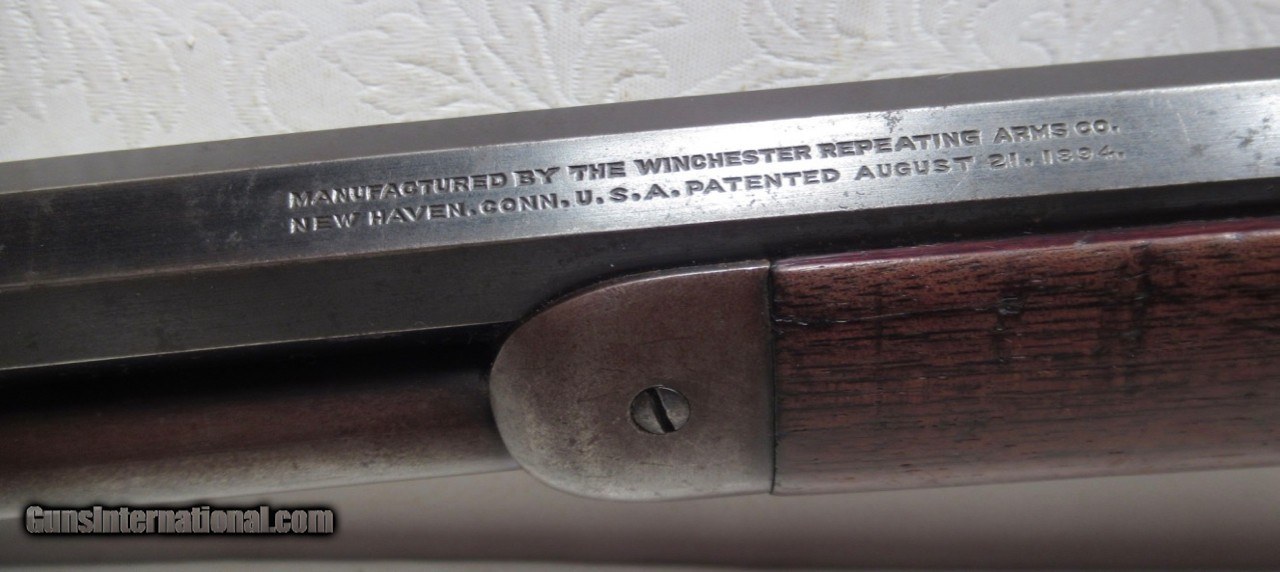 MANUFACTURED BY THE WINCHESTER REPEATING ARMS CO.
NEW HAVEN. CONN. U.S.A. PATENTED AUGUST 21. 1894.
GunsInternational.com